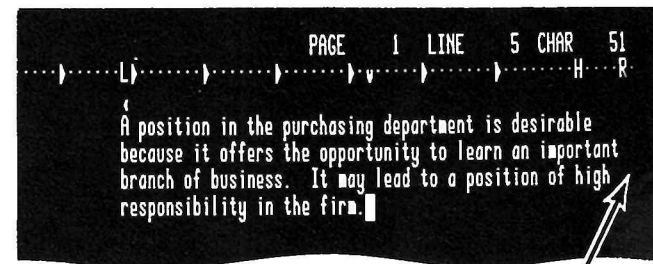 PAGE 1 LINE 5 CHAR 51
L H R
A position in the purchasing department is desirable
because it offers the opportunity to learn an important
branch of business. It may lead to a position of high
responsibility in the firm.